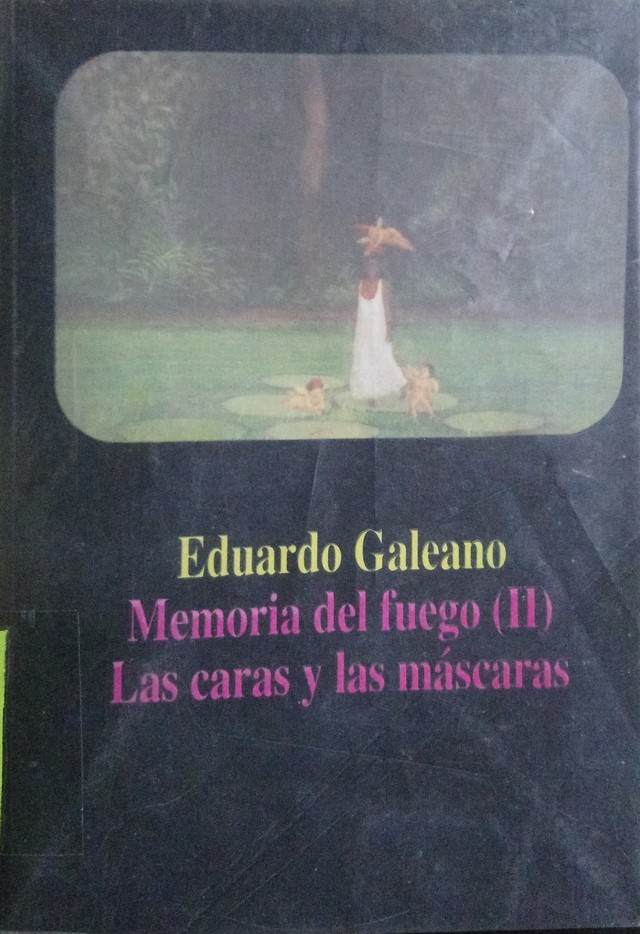 Eduardo Galeano
Memoria del fuego (II)
Las caras y las máscaras